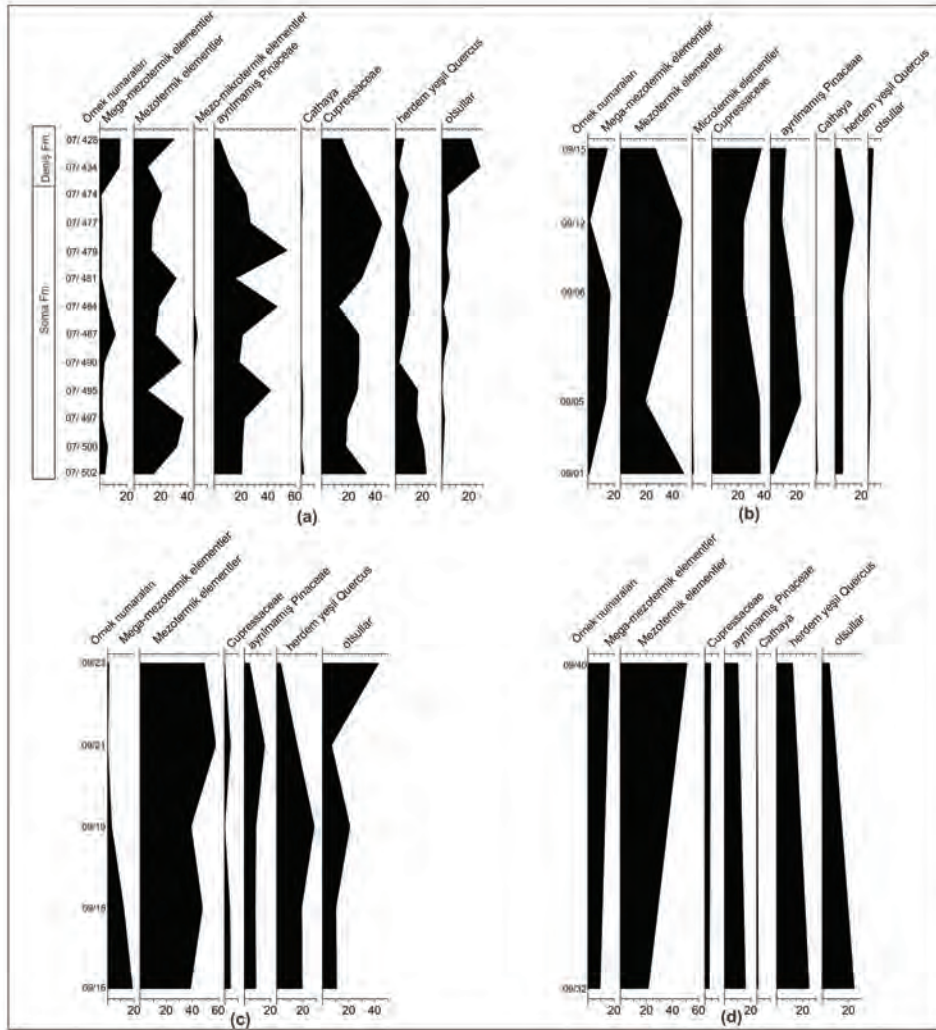 Örnek numaraları
Mega-mezotermik elementler
Mezotermik elementler
Mezo-mikrotermik elementler
ayrılmamış Pinaceae
Cathaya
Cupressaceae
herdem yeşil Quercus
otsullar
Deniş Fm.
Soma Fm
07/ 428
07/ 434
07/ 474
07/ 477
07/ 479
07/ 481
07/ 484
07/ 487
07/ 490
07/ 495
07/ 497
07/ 500
07/ 502
20 20 40 20 40 60 20 40 20 20
(a)
Örnek numaraları
Mega-mezotermik elementler
Mezotermik elementler
Microtermik elementler
Cupressaceae
ayrılmamış Pinaceae
Cathaya
herdem yeşil Quercus
otsullar
09/15
09/12
09/06
09/05
09/01
20 20 40 20 40 20 20
(b)
Örnek numaraları
Mega-mezotermik elementler
Mezotermik elementler
Cupressaceae
ayrılmamış Pinaceae
herdem yeşil Quercus
otsullar
09/23
09/21
09/19
09/18
09/16
20 20 40 60 20 20 20 40
(c)
Örnek numaraları
Mega-mezotermik elementler
Mezotermik elementler
Cupressaceae
ayrılmamış Pinaceae
Cathaya
herdem yeşil Quercus
otsullar
09/40
09/32
20 20 40 60 20 20 20
(d)